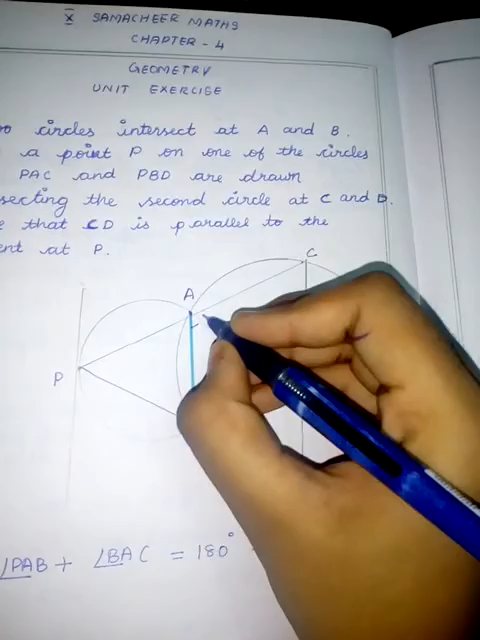 X SAMACHEER MATHS
CHAPTER - 4
GEOMETRY
UNIT EXERCISE
circles intersect at A and B.
a point P on one of the circles
PAC and PBD are drawn
secting the second circle at C and D.
that CD is parallel to the
ent at P.
C
A
P
∠PAB + ∠BAC = 180°